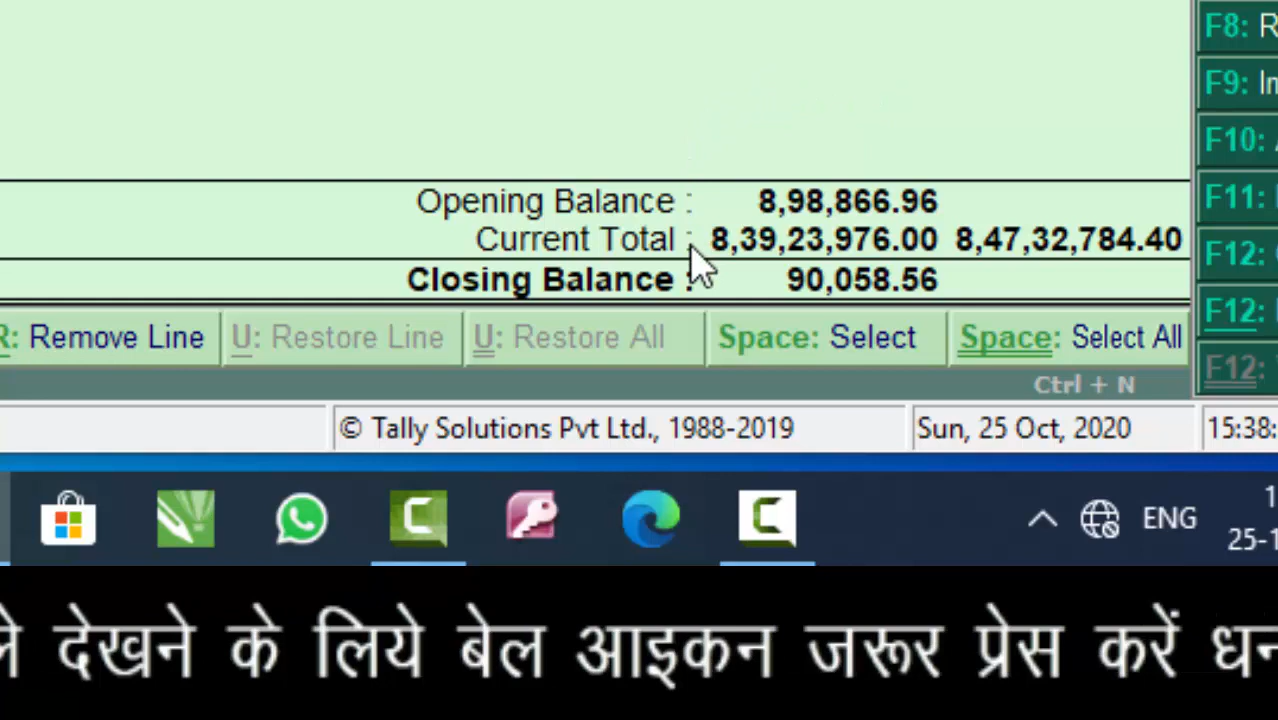 F8: R
F9: In
F10: A
F11:
F12:
F12:
F12:
Opening Balance : 8,98,866.96
Current Total : 8,39,23,976.00 8,47,32,784.40
Closing Balance : 90,058.56
R: Remove Line U: Restore Line U: Restore All Space: Select Space: Select All
Ctrl + N
© Tally Solutions Pvt Ltd., 1988-2019 Sun, 25 Oct, 2020 15:38:
ENG
25-1
देखने के लिये बेल आइकन जरूर प्रेस करें